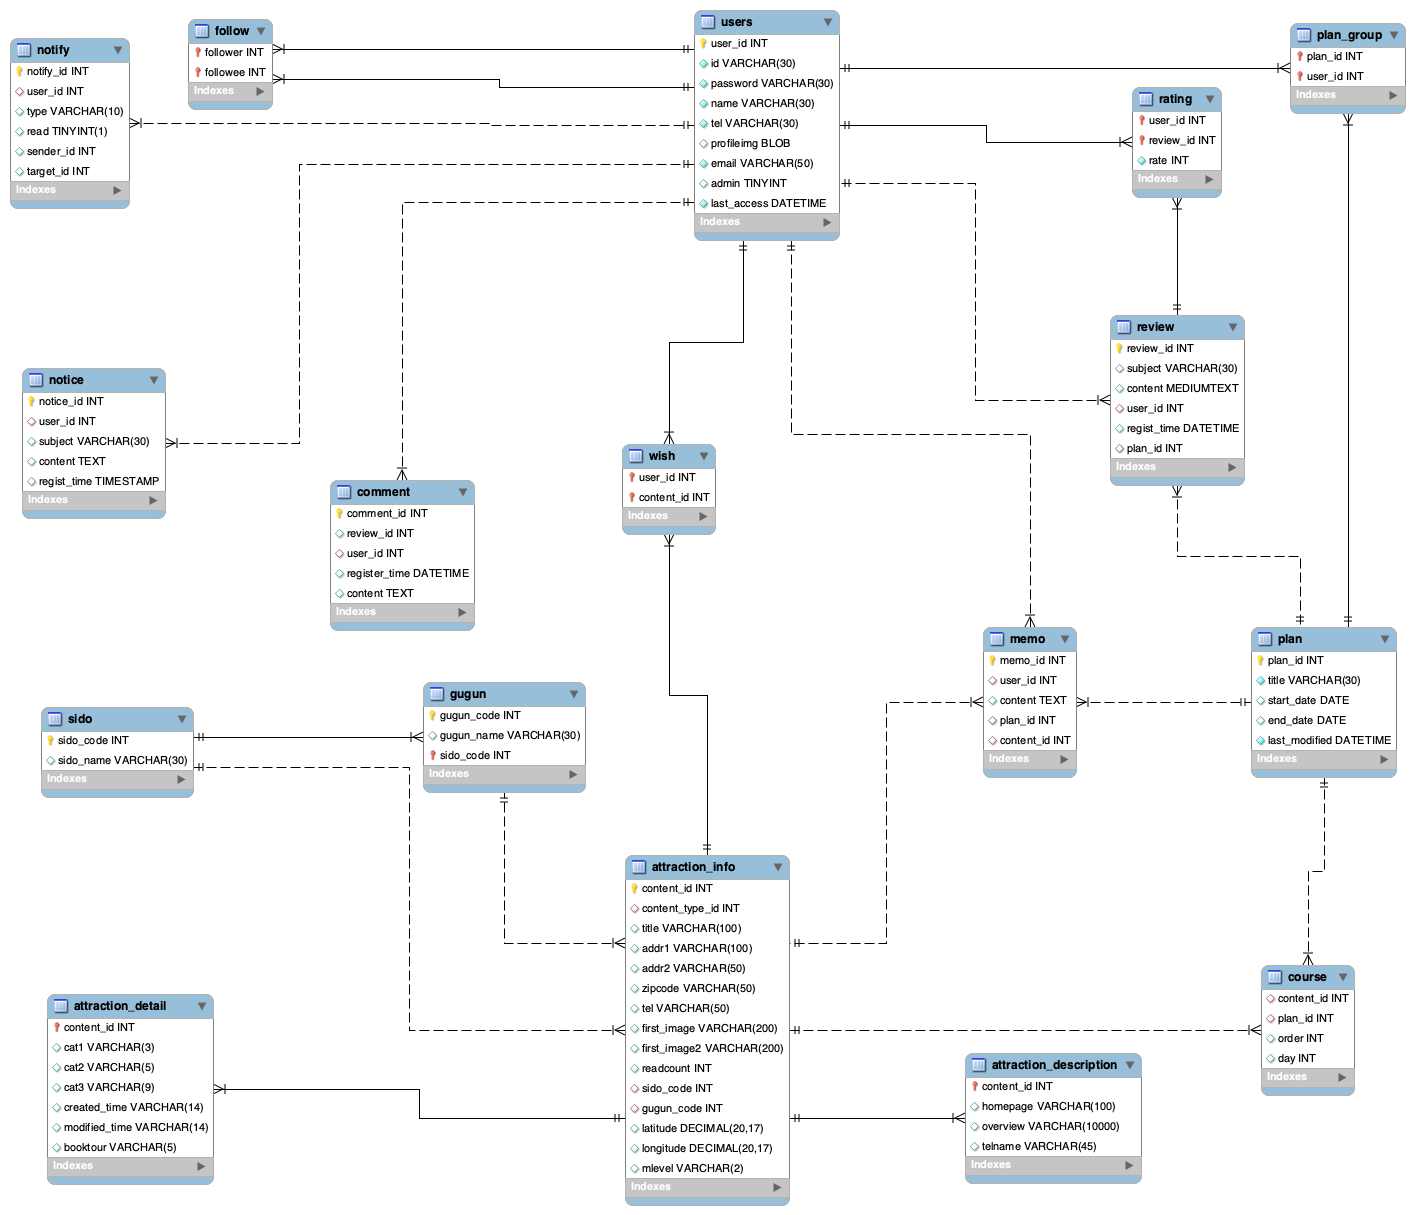 notify
notify_id INT
user_id INT
type VARCHAR(10)
read TINYINT(1)
sender_id INT
target_id INT
Indexes
follow
follower INT
followee INT
Indexes
users
user_id INT
id VARCHAR(30)
password VARCHAR(30)
name VARCHAR(30)
tel VARCHAR(30)
profileimg BLOB
email VARCHAR(50)
admin TINYINT
last_access DATETIME
Indexes
plan_group
plan_id INT
user_id INT
Indexes
rating
user_id INT
review_id INT
rate INT
Indexes
review
review_id INT
subject VARCHAR(30)
content MEDIUMTEXT
user_id INT
regist_time DATETIME
plan_id INT
Indexes
notice
notice_id INT
user_id INT
subject VARCHAR(30)
content TEXT
regist_time TIMESTAMP
Indexes
comment
comment_id INT
review_id INT
user_id INT
register_time DATETIME
content TEXT
Indexes
wish
user_id INT
content_id INT
Indexes
memo
memo_id INT
user_id INT
content TEXT
plan_id INT
content_id INT
Indexes
plan
plan_id INT
title VARCHAR(30)
start_date DATE
end_date DATE
last_modified DATETIME
Indexes
sido
sido_code INT
sido_name VARCHAR(30)
Indexes
gugun
gugun_code INT
gugun_name VARCHAR(30)
sido_code INT
Indexes
attraction_info
content_id INT
content_type_id INT
title VARCHAR(100)
addr1 VARCHAR(100)
addr2 VARCHAR(50)
zipcode VARCHAR(50)
tel VARCHAR(50)
first_image VARCHAR(200)
first_image2 VARCHAR(200)
readcount INT
sido_code INT
gugun_code INT
latitude DECIMAL(20,17)
longitude DECIMAL(20,17)
mlevel VARCHAR(2)
Indexes
attraction_detail
content_id INT
cat1 VARCHAR(3)
cat2 VARCHAR(5)
cat3 VARCHAR(9)
created_time VARCHAR(14)
modified_time VARCHAR(14)
booktour VARCHAR(5)
Indexes
attraction_description
content_id INT
homepage VARCHAR(100)
overview VARCHAR(10000)
telname VARCHAR(45)
Indexes
course
content_id INT
plan_id INT
order INT
day INT
Indexes